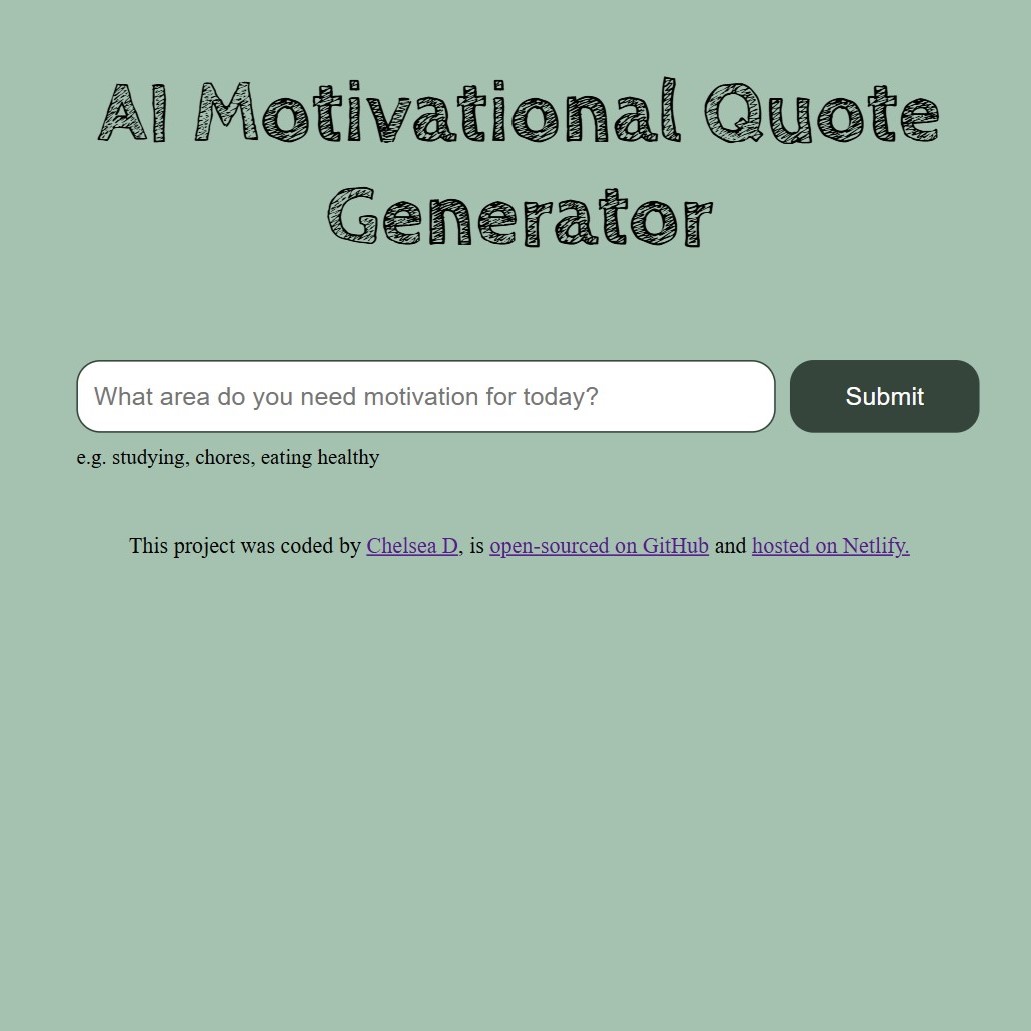 AI Motivational Quote
Generator
What area do you need motivation for today?
Submit
e.g. studying, chores, eating healthy
This project was coded by Chelsea D, is open-sourced on GitHub and hosted on Netlify.